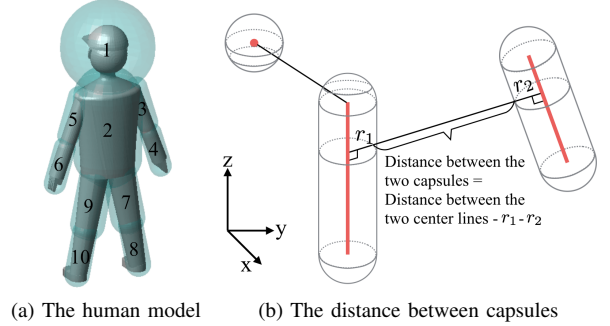 1
2
3
4
5
6
7
8
9
10
r₁
r₂
Distance between the
two capsules =
Distance between the
two center lines - r₁- r₂
z
y
x
(a) The human model
(b) The distance between capsules